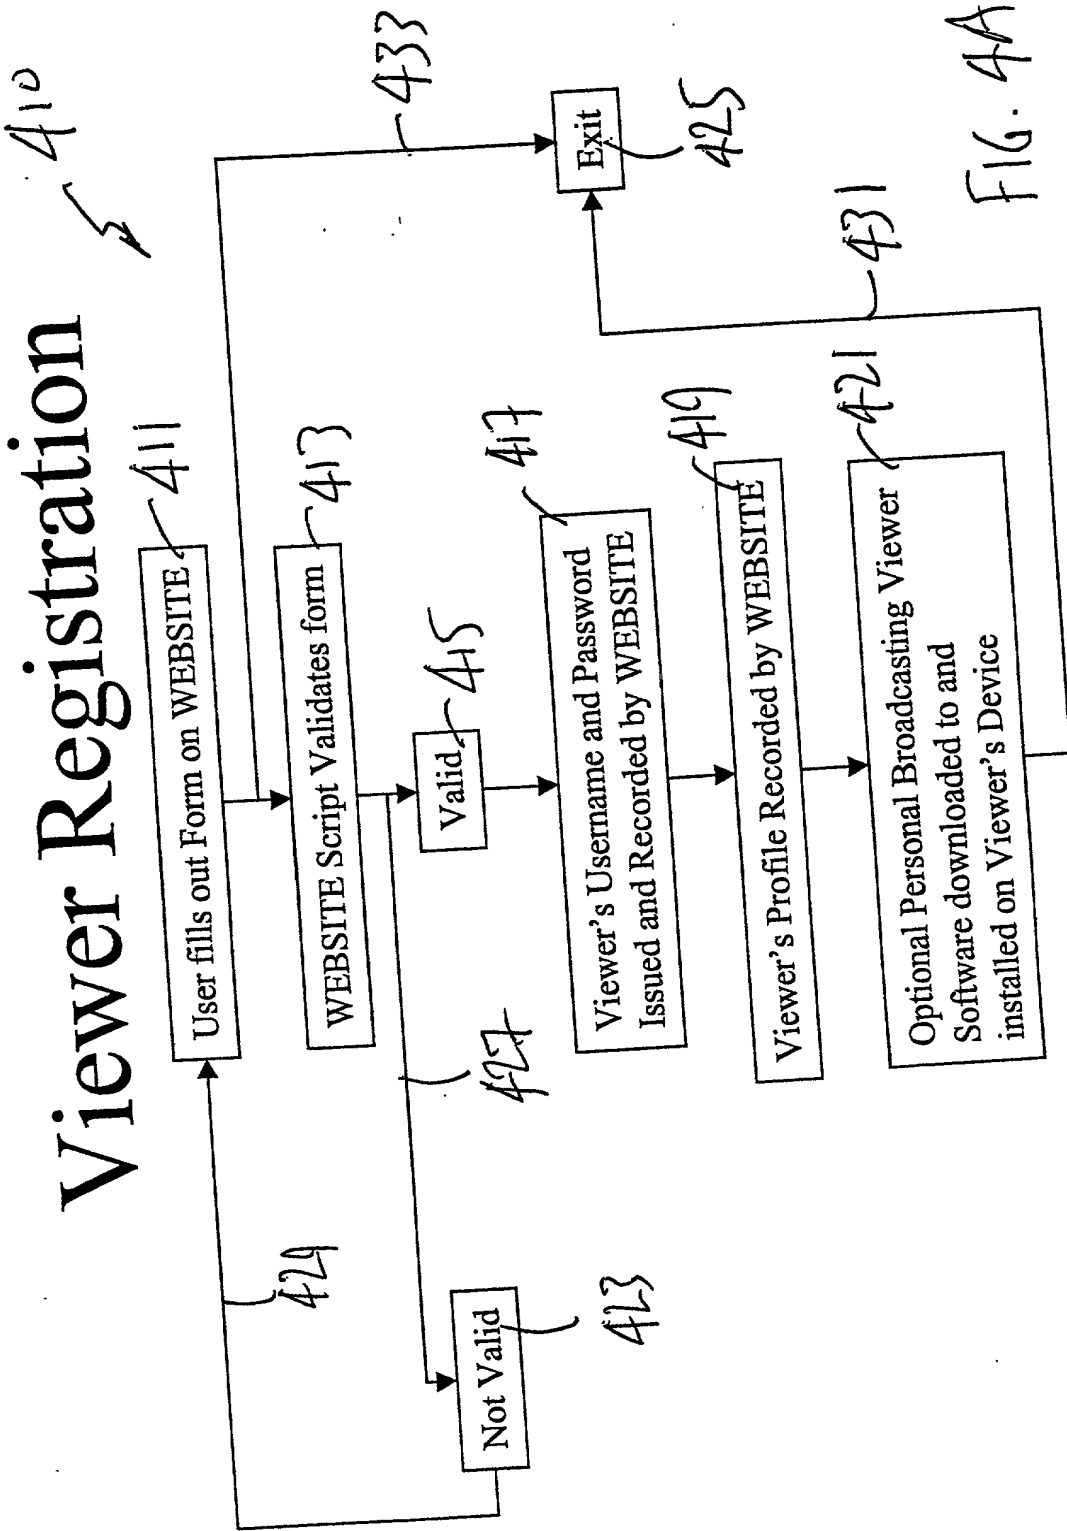 Viewer Registration
410
User fills out Form on WEBSITE
411
433
WEBSITE Script Validates form
413
Valid
415
427
429
Not Valid
423
Viewer's Username and Password
Issued and Recorded by WEBSITE
417
Exit
425
Viewer's Profile Recorded by WEBSITE
419
Optional Personal Broadcasting Viewer
Software downloaded to and
installed on Viewer's Device
421
431
FIG. 4A